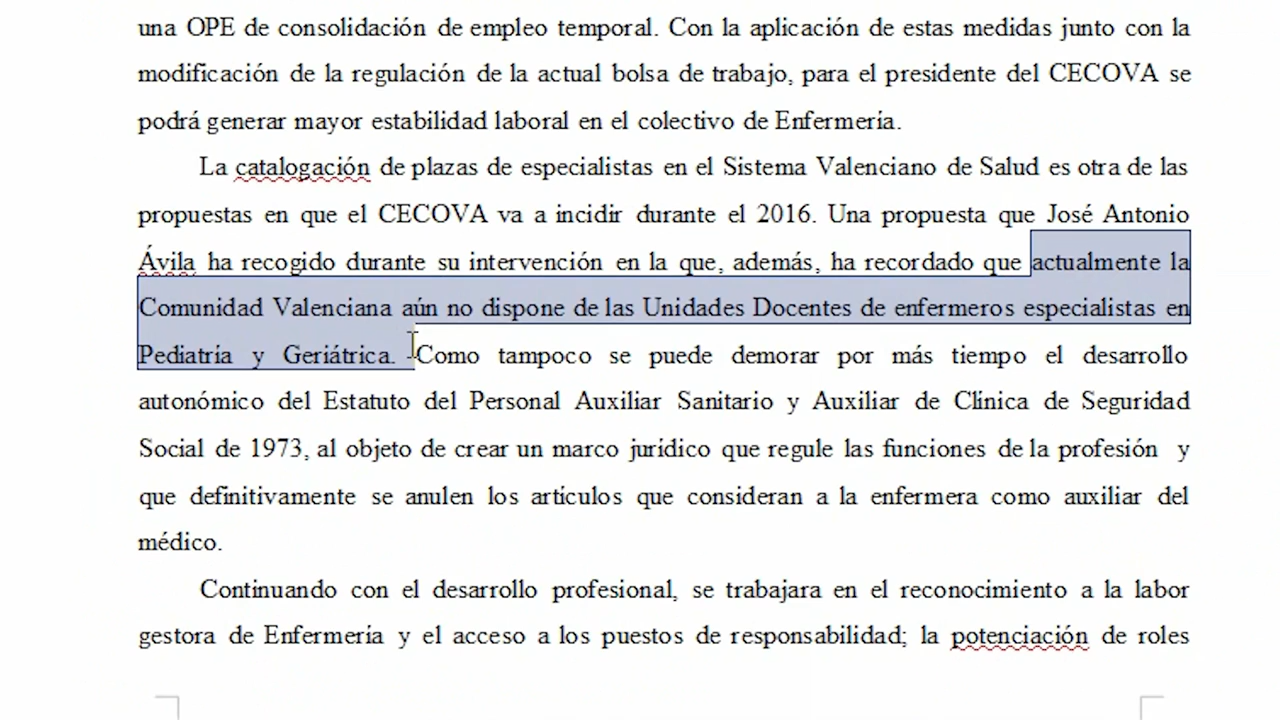 una OPE de consolidación de empleo temporal. Con la aplicación de estas medidas junto con la
modificación de la regulación de la actual bolsa de trabajo, para el presidente del CECOVA se
podrá generar mayor estabilidad laboral en el colectivo de Enfermería.
La catalogación de plazas de especialistas en el Sistema Valenciano de Salud es otra de las
propuestas en que el CECOVA va a incidir durante el 2016. Una propuesta que José Antonio
Ávila ha recogido durante su intervención en la que, además, ha recordado que actualmente la
Comunidad Valenciana aún no dispone de las Unidades Docentes de enfermeros especialistas en
Pediatría y Geriátrica. Como tampoco se puede demorar por más tiempo el desarrollo
autonómico del Estatuto del Personal Auxiliar Sanitario y Auxiliar de Clínica de Seguridad
Social de 1973, al objeto de crear un marco jurídico que regule las funciones de la profesión y
que definitivamente se anulen los artículos que consideran a la enfermera como auxiliar del
médico.
Continuando con el desarrollo profesional, se trabajara en el reconocimiento a la labor
gestora de Enfermería y el acceso a los puestos de responsabilidad; la potenciación de roles